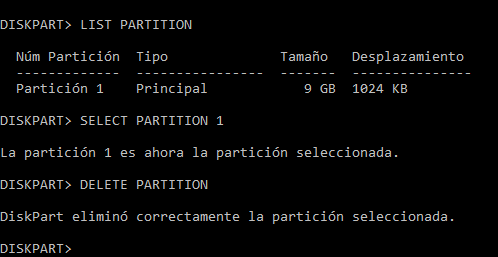 DISKPART> LIST PARTITION
Núm Partición  Tipo              Tamaño   Desplazamiento
-------------  ----------------  -------  ---------------
Partición 1    Principal            9 GB  1024 KB
DISKPART> SELECT PARTITION 1
La partición 1 es ahora la partición seleccionada.
DISKPART> DELETE PARTITION
DiskPart eliminó correctamente la partición seleccionada.
DISKPART>